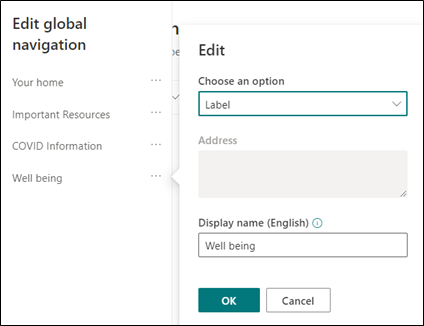 Edit global
navigation
Your home
Important Resources
COVID Information
Well being
Edit
Choose an option
Label
Address
Display name (English)
Well being
OK
Cancel